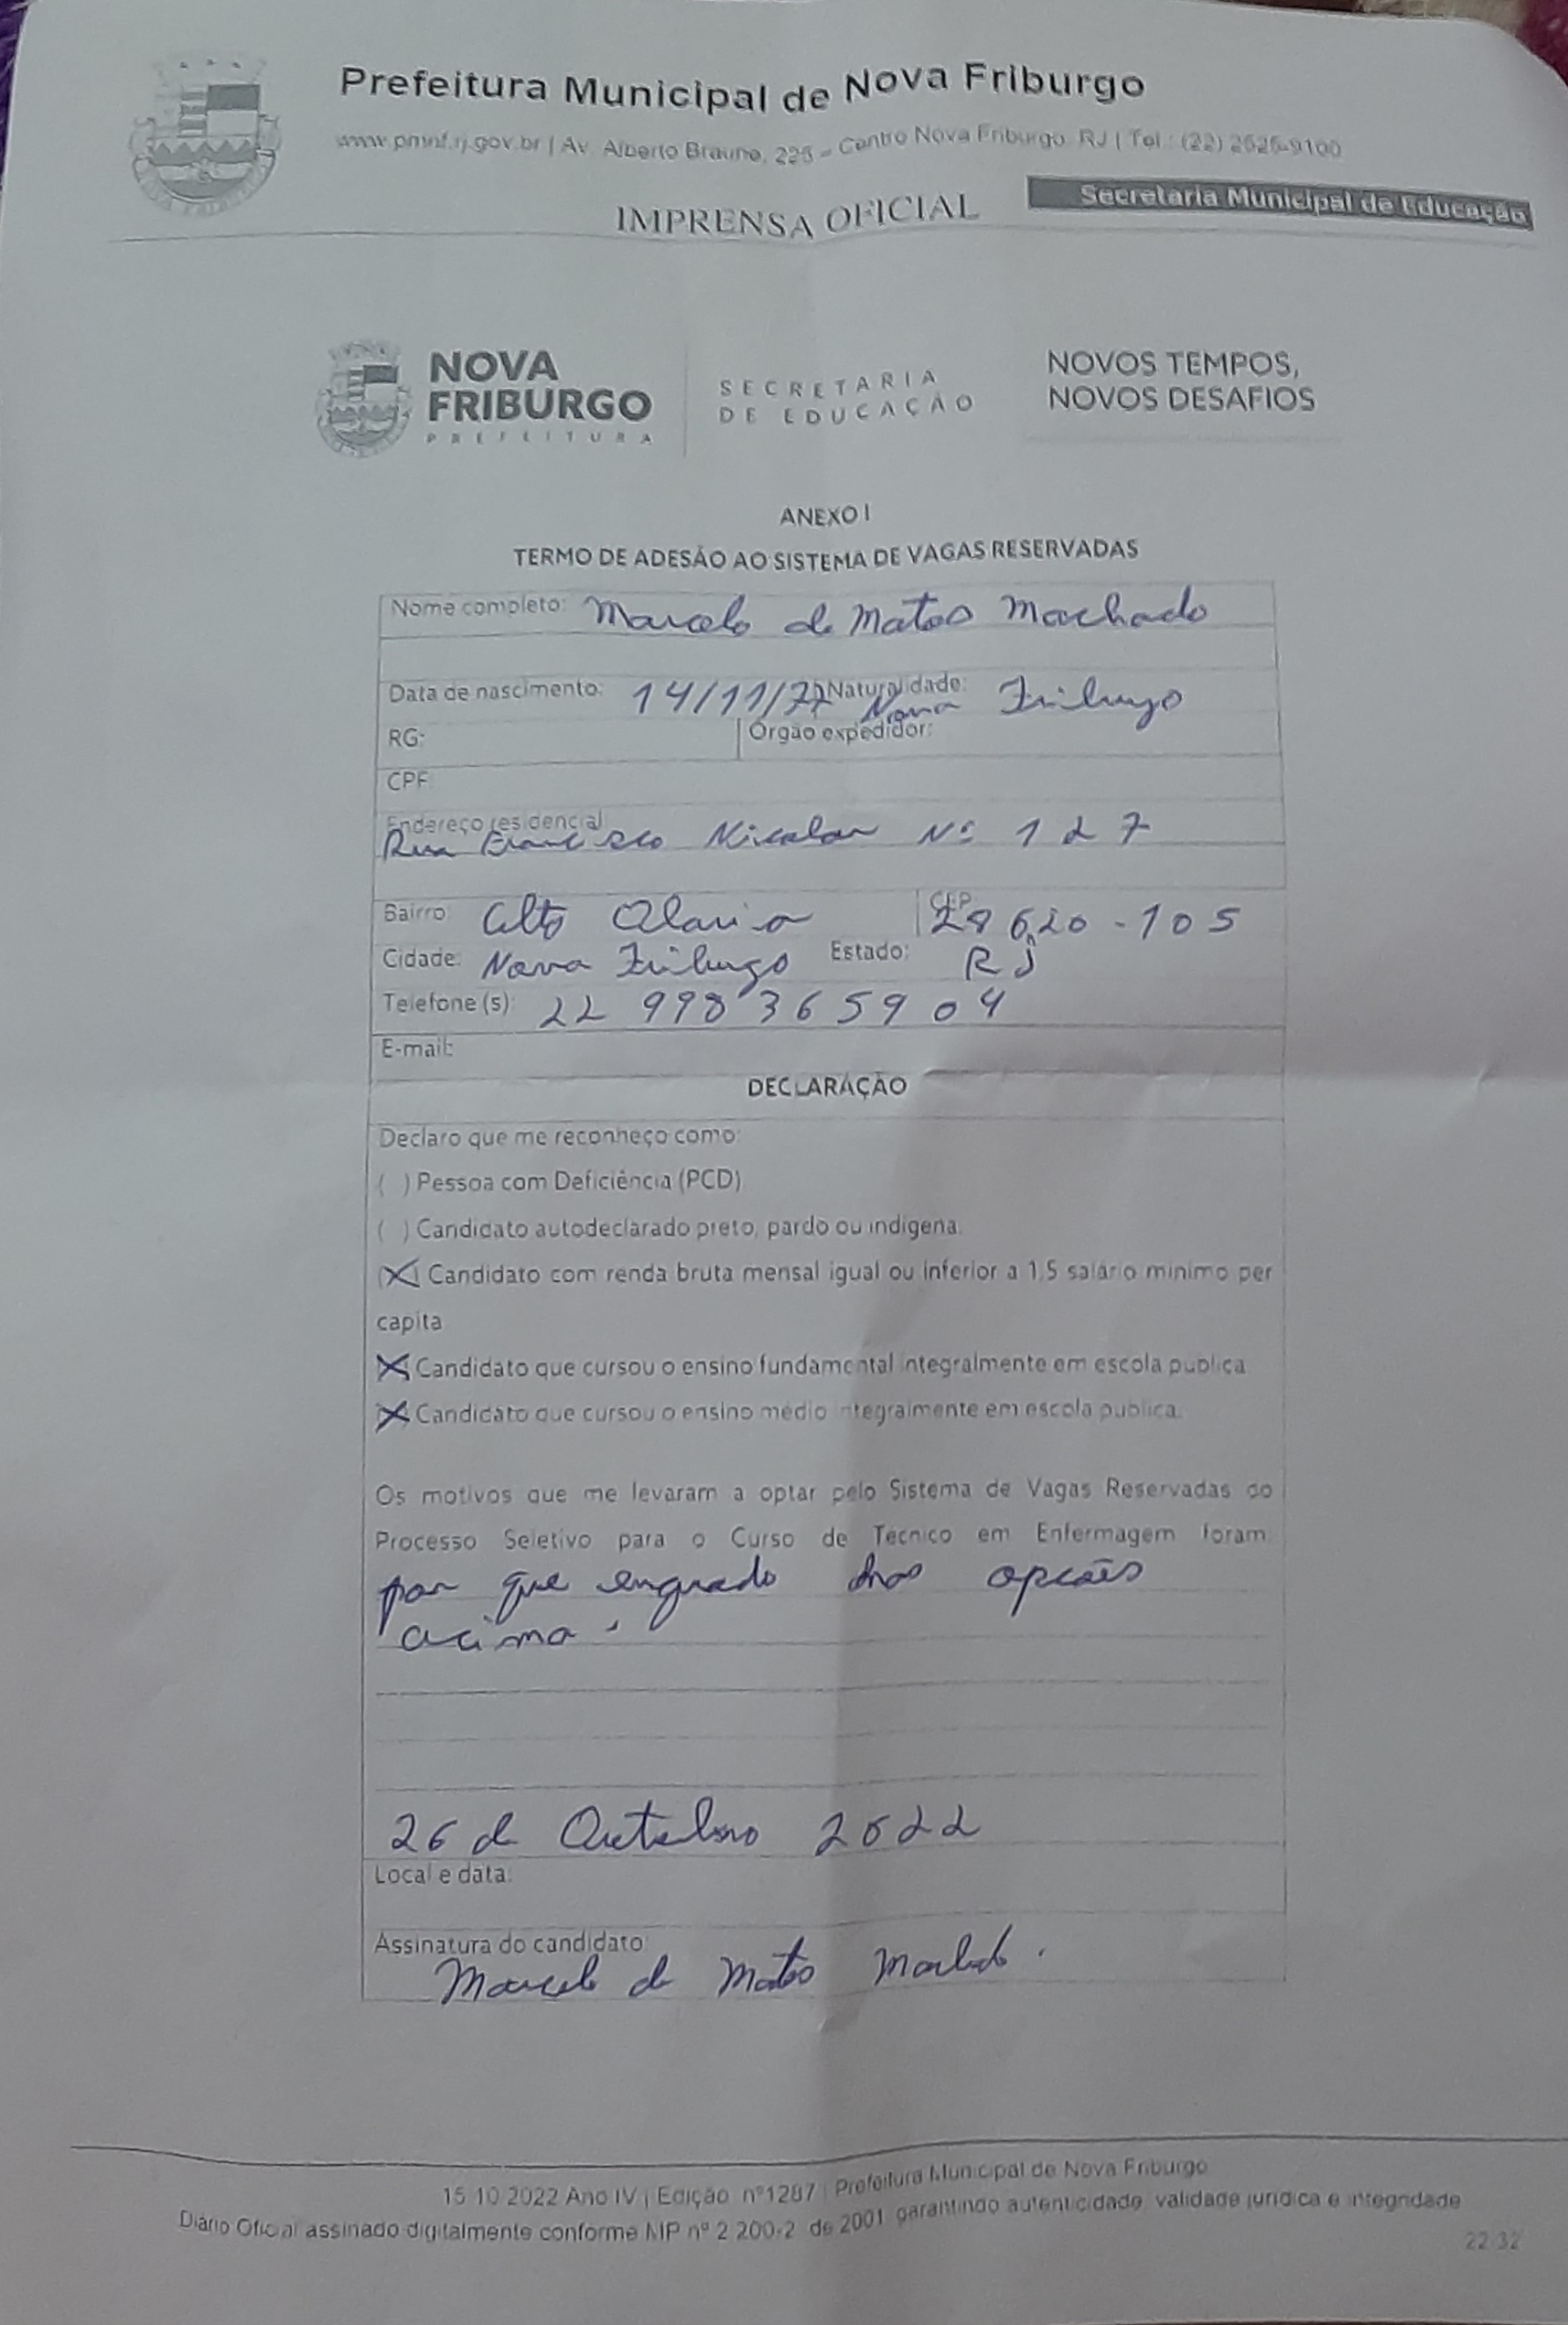 Prefeitura Municipal de Nova Friburgo
www.pmnf.rj.gov.br | Av. Alberto Braune, 225 – Centro Nova Friburgo, RJ | Tel.: (22) 2525-9100
IMPRENSA OFICIAL
Secretaria Municipal de Educação
NOVA FRIBURGO
PREFEITURA
SECRETARIA
DE EDUCAÇÃO
NOVOS TEMPOS,
NOVOS DESAFIOS
ANEXO I
TERMO DE ADESÃO AO SISTEMA DE VAGAS RESERVADAS
Nome completo: Marcelo de Matos Machado
Data de nascimento: 14/11/77 Naturalidade: Nova Friburgo
RG: Órgão expedidor:
CPF
Endereço residencial
Rua Francisco Nicolau Nº 127
Bairro: alto Olaria CEP 28620-105
Cidade: Nova Friburgo Estado: RJ
Telefone (s): 22 998365904
E-mail:
DECLARAÇÃO
Declaro que me reconheço como:
( ) Pessoa com Deficiência (PCD)
( ) Candidato autodeclarado preto, pardo ou indígena.
(X) Candidato com renda bruta mensal igual ou inferior a 1,5 salário mínimo per
capita
(X) Candidato que cursou o ensino fundamental integralmente em escola pública
(X) Candidato que cursou o ensino médio integralmente em escola pública.
Os motivos que me levaram a optar pelo Sistema de Vagas Reservadas do
Processo Seletivo para o Curso de Técnico em Enfermagem foram
por que enquado nas opcões
acima.
26 de Outubro 2022
Local e data:
Assinatura do candidato:
Marcelo de Matos Machado.
15 10 2022 Ano IV | Edição nº1287 | Prefeitura Municipal de Nova Friburgo
Diário Oficial assinado digitalmente conforme MP nº 2.200-2 de 2001 garantindo autenticidade, validade jurídica e integridade
22/32